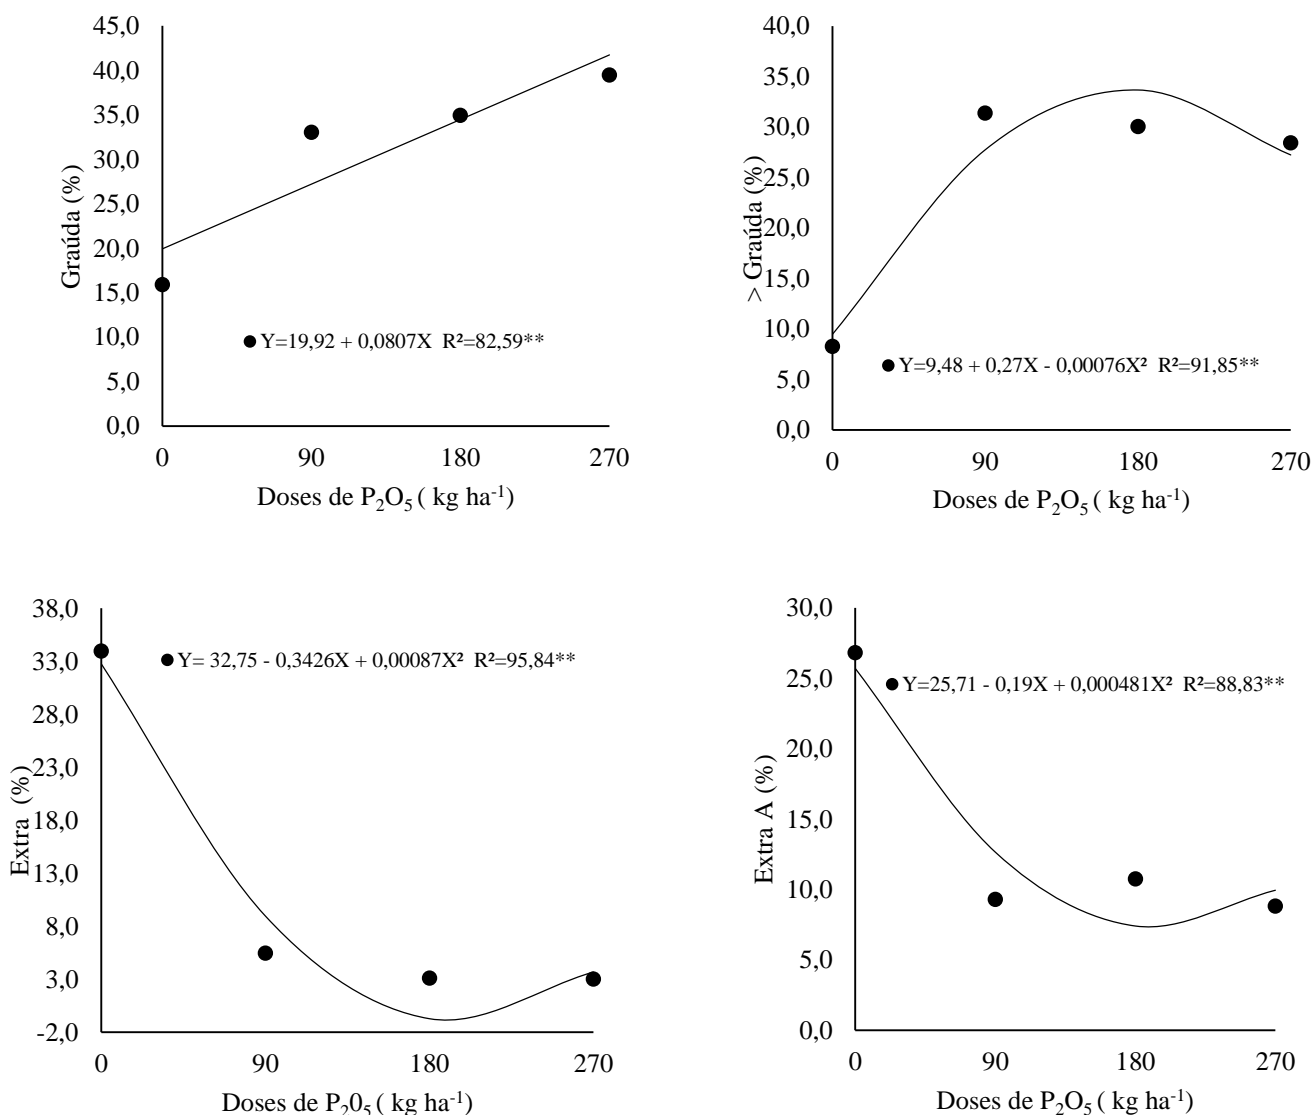 45,0
40,0
35,0
30,0
25,0
20,0
15,0
10,0
5,0
0,0
Graúda (%)
Y=19,92 + 0,0807X R²=82,59**
0 90 180 270
Doses de P₂O₅ ( kg ha⁻¹)
40,0
35,0
30,0
25,0
20,0
15,0
10,0
5,0
0,0
> Graúda (%)
Y=9,48 + 0,27X - 0,00076X² R²=91,85**
0 90 180 270
Doses de P₂O₅ ( kg ha⁻¹)
38,0
33,0
28,0
23,0
18,0
13,0
8,0
3,0
-2,0
Extra (%)
Y= 32,75 - 0,3426X + 0,00087X² R²=95,84**
0 90 180 270
Doses de P₂0₅ ( kg ha⁻¹)
30,0
25,0
20,0
15,0
10,0
5,0
0,0
Extra A (%)
Y=25,71 - 0,19X + 0,000481X² R²=88,83**
0 90 180 270
Doses de P₂O₅ ( kg ha⁻¹)